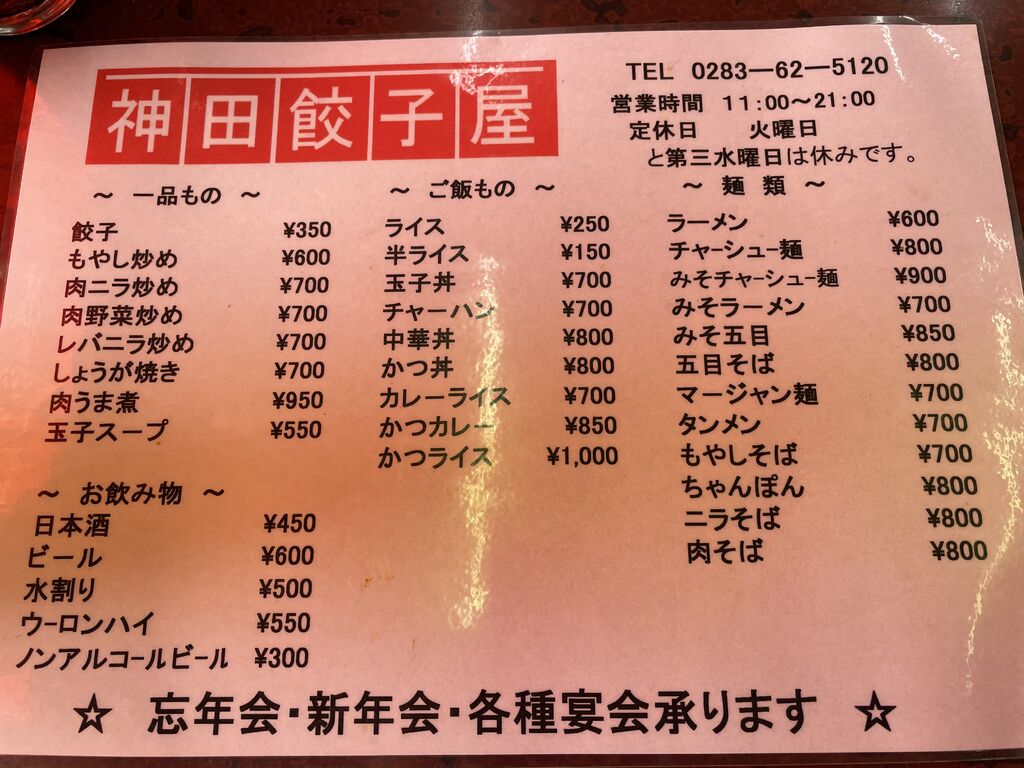 神田餃子屋
TEL 0283―62―5120
営業時間 11:00～21:00
定休日 火曜日
と第三水曜日は休みです。
～ 一品もの ～
餃子 ¥350
もやし炒め ¥600
肉ニラ炒め ¥700
肉野菜炒め ¥700
レバニラ炒め ¥700
しょうが焼き ¥700
肉うま煮 ¥950
玉子スープ ¥550
～ お飲み物 ～
日本酒 ¥450
ビール ¥600
水割り ¥500
ウーロンハイ ¥550
ノンアルコールビール ¥300
～ ご飯もの ～
ライス ¥250
半ライス ¥150
玉子丼 ¥700
チャーハン ¥700
中華丼 ¥800
かつ丼 ¥800
カレーライス ¥700
かつカレー ¥850
かつライス ¥1,000
～ 麺 類 ～
ラーメン ¥600
チャーシュー麺 ¥800
みそチャーシュー麺 ¥900
みそラーメン ¥700
みそ五目 ¥850
五目そば ¥800
マージャン麺 ¥700
タンメン ¥700
もやしそば ¥700
ちゃんぽん ¥800
ニラそば ¥800
肉そば ¥800
☆ 忘年会・新年会・各種宴会承ります ☆